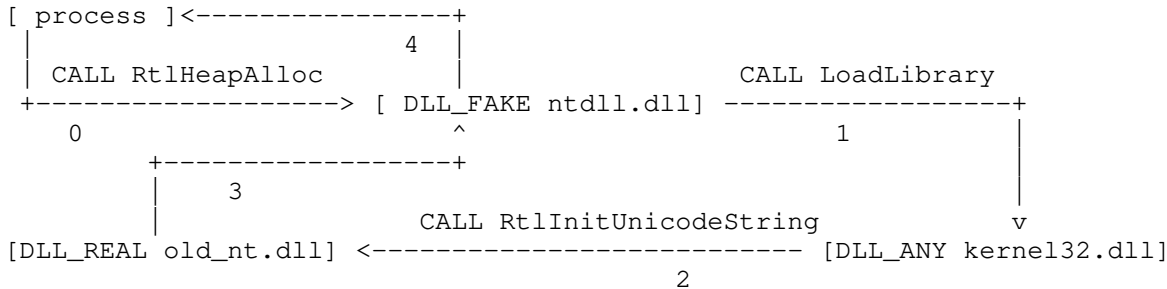 [ process ]<----------------+
4
CALL RtlHeapAlloc CALL LoadLibrary
+-------------------> [ DLL_FAKE ntdll.dll] ------------------+
0 ^ 1
+------------------+
3
CALL RtlInitUnicodeString v
[DLL_REAL old_nt.dll] <--------------------------- [DLL_ANY kernel32.dll]
2